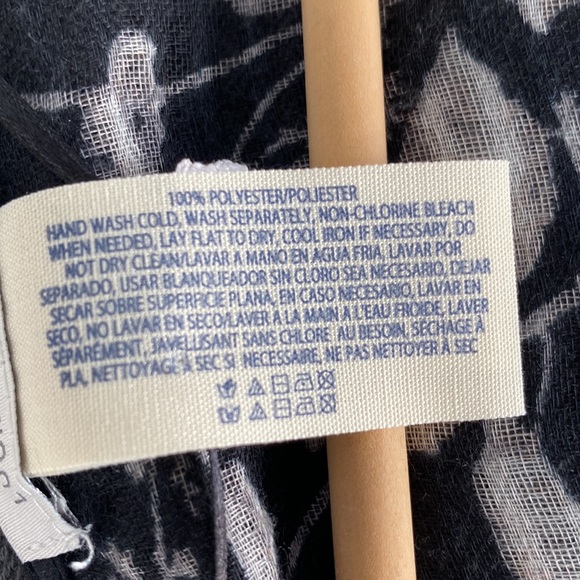 100% POLYESTER/POLIESTER
HAND WASH COLD, WASH SEPARATELY, NON-CHLORINE BLEACH
WHEN NEEDED, LAY FLAT TO DRY, COOL IRON IF NECESSARY, DO
NOT DRY CLEAN/LAVAR A MANO EN AGUA FRIA, LAVAR POR
SEPARADO, USAR BLANQUEADOR SIN CLORO SEA NECESARIO, DEJAR
SECAR SOBRE SUPERFICIE PLANA, EN CASO NECESARIO, LAVAR EN
SECO, NO LAVAR EN SECO/LAVER A LA MAIN A L'EAU FROIDE, LAVER
SÉPARÉMENT, JAVELLISANT SANS CHLORE AU BESOIN, SÉCHAGE À
PLA, NETTOYAGE À SEC SI NECESSAIRE, NE PAS NETTOYER À SEC